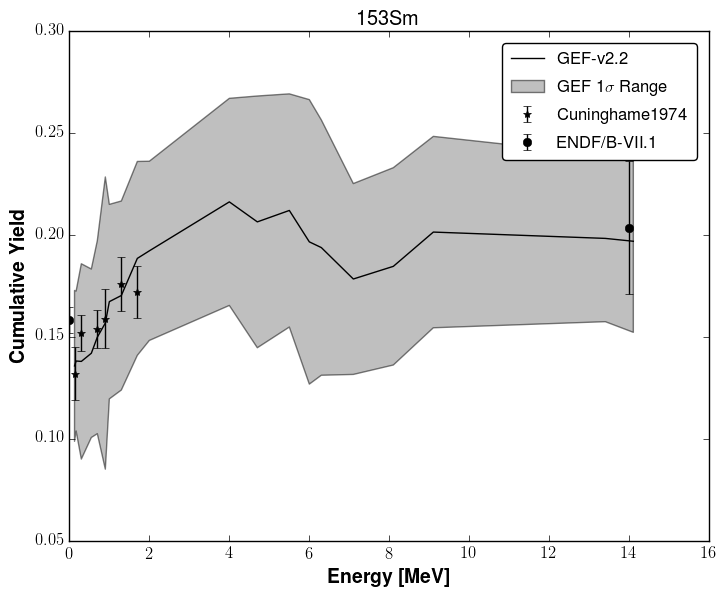 153Sm
0.30
0.25
0.20
0.15
0.10
0.05
Cumulative Yield
GEF-v2.2
GEF 1σ Range
Cuninghame1974
ENDF/B-VII.1
0 2 4 6 8 10 12 14 16
Energy [MeV]